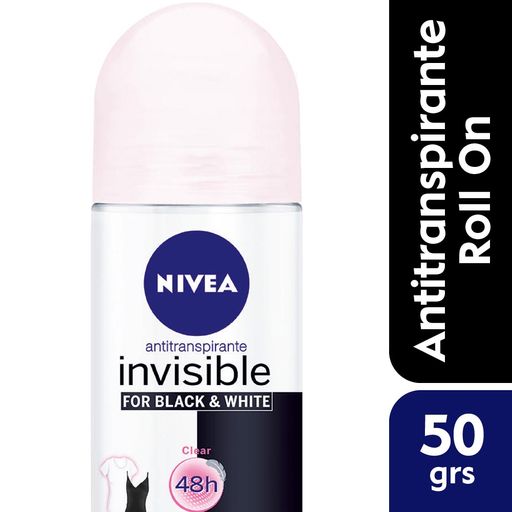 NIVEA
antitranspirante
invisible
FOR BLACK & WHITE
Clear
48h
Antitranspirante
Roll On
50
grs